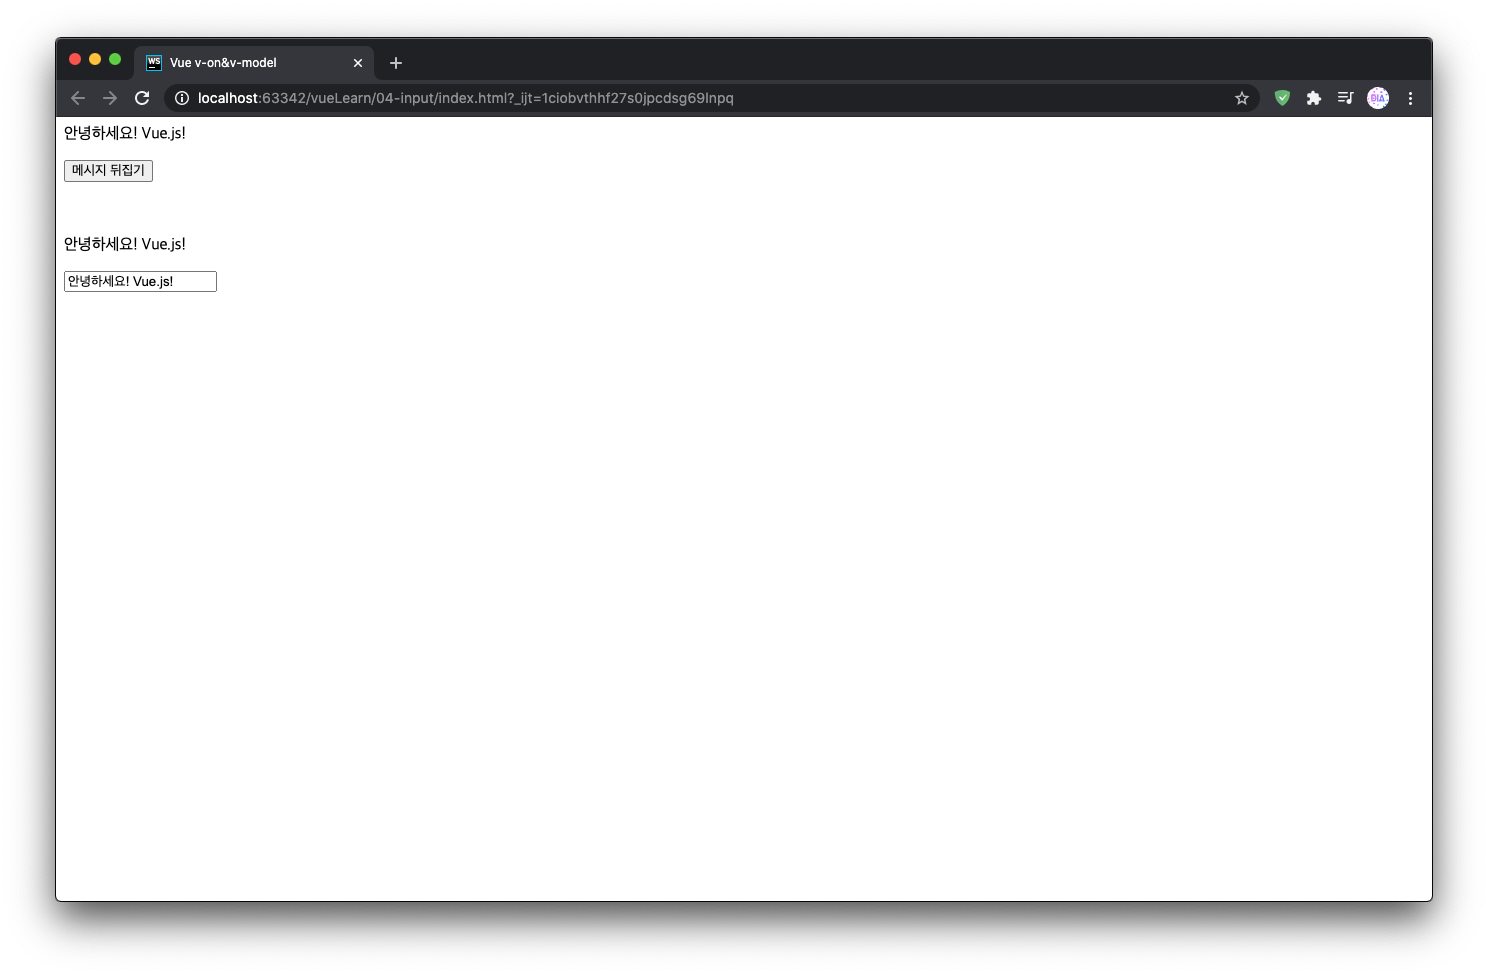 WS Vue v-on&v-model
localhost:63342/vueLearn/04-input/index.html?_ijt=1ciobvthhf27s0jpcdsg69lnpq
DIA
안녕하세요! Vue.js!
메시지 뒤집기
안녕하세요! Vue.js!
안녕하세요! Vue.js!